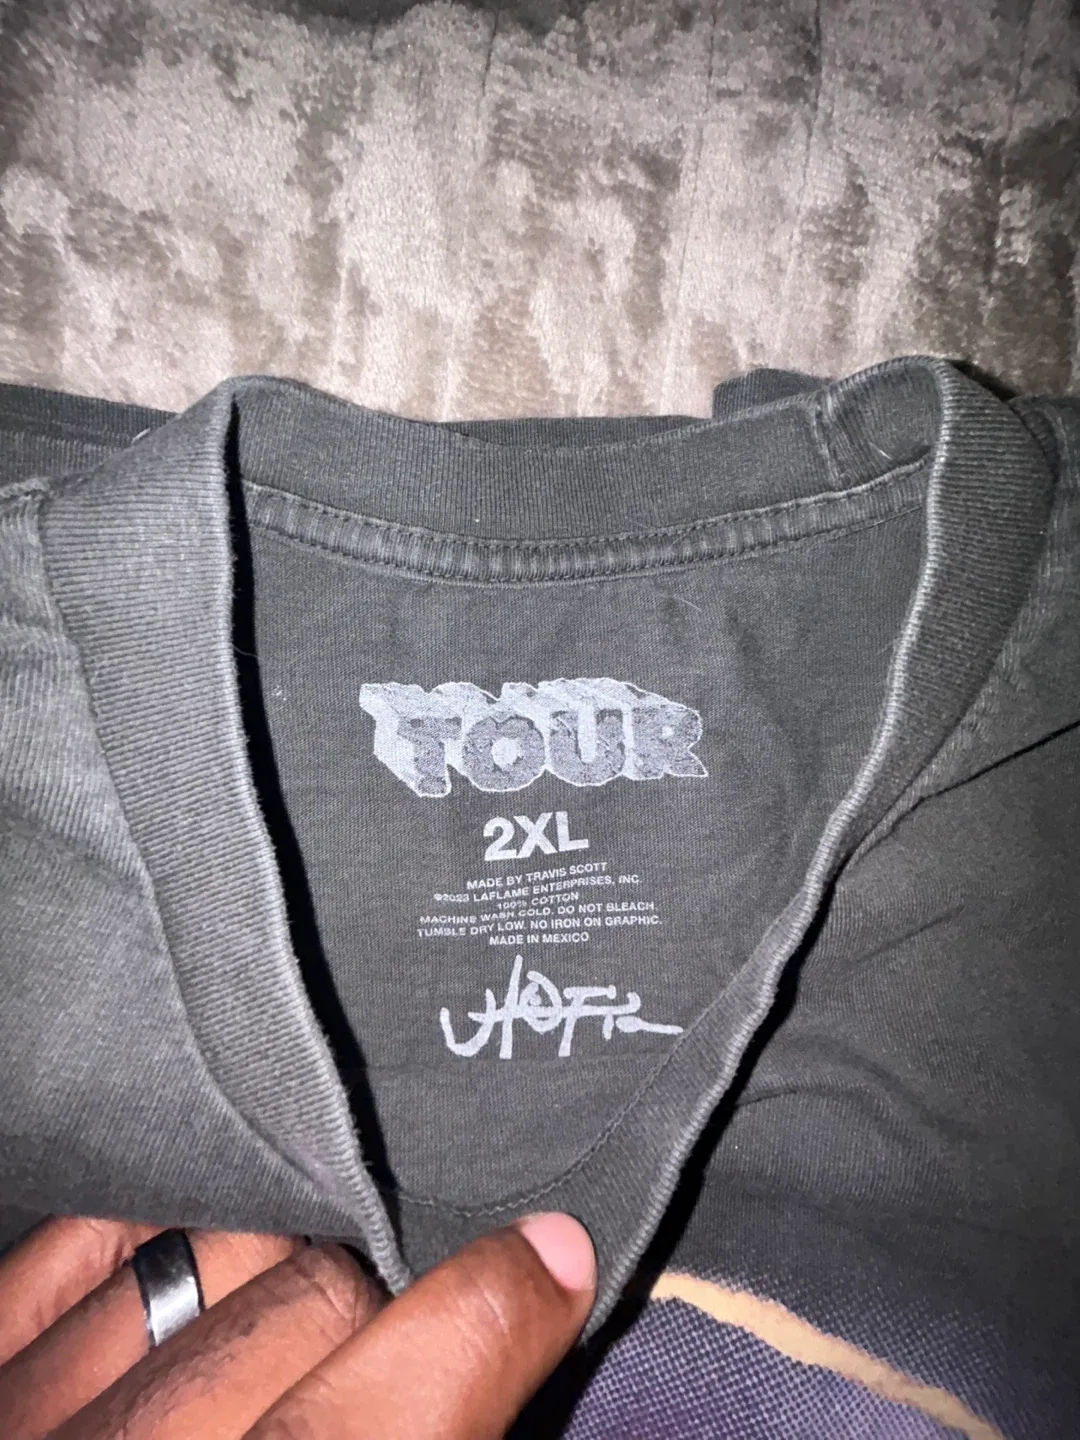 TOUR
2XL
MADE BY TRAVIS SCOTT
©2023 LAFLAME ENTERPRISES, INC.
100% COTTON
MACHINE WASH COLD. DO NOT BLEACH.
TUMBLE DRY LOW. NO IRON ON GRAPHIC.
MADE IN MEXICO